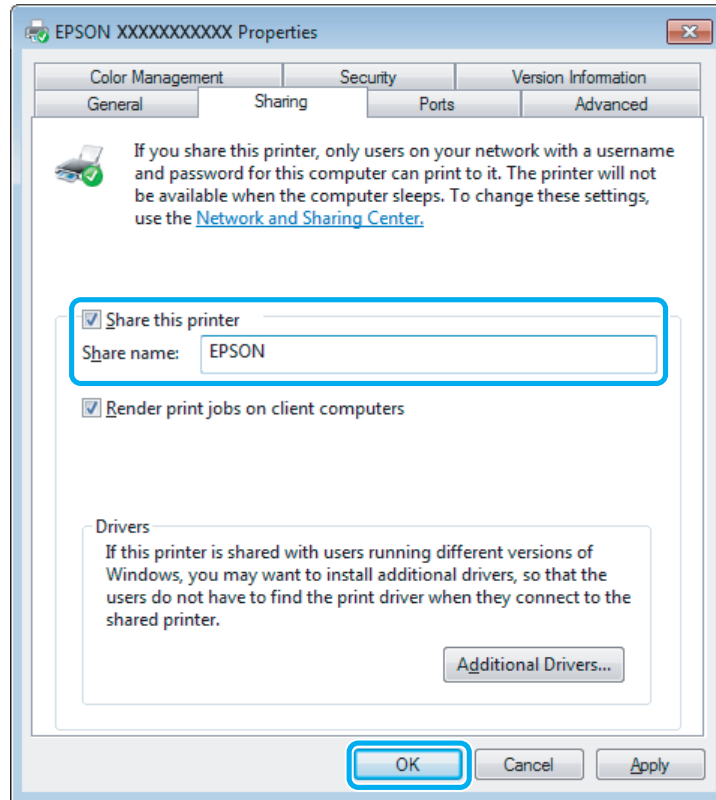 EPSON XXXXXXXXXXX Properties
Color Management Security Version Information
General Sharing Ports Advanced
If you share this printer, only users on your network with a username
and password for this computer can print to it. The printer will not
be available when the computer sleeps. To change these settings,
use the Network and Sharing Center.
Share this printer
Share name: EPSON
Render print jobs on client computers
Drivers
If this printer is shared with users running different versions of
Windows, you may want to install additional drivers, so that the
users do not have to find the print driver when they connect to the
shared printer.
Additional Drivers...
OK Cancel Apply